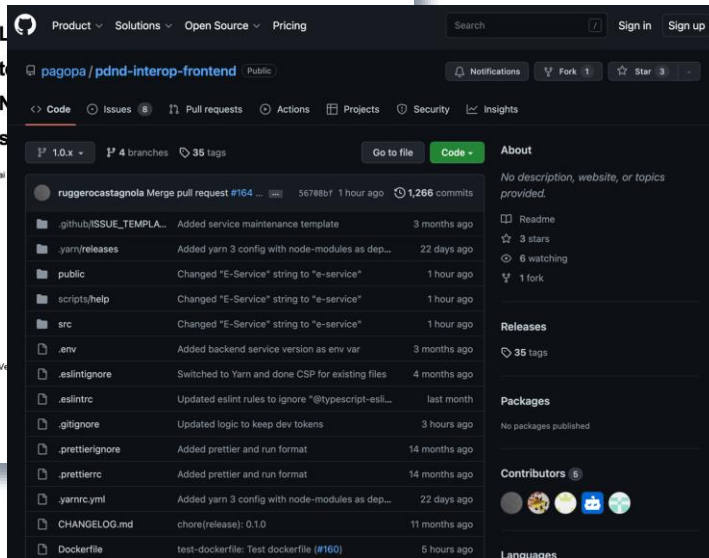 Product Solutions Open Source Pricing Search / Sign in Sign up
pagopa / pdnd-interop-frontend Public
Notifications Fork 1 Star 3
Code Issues 8 Pull requests Actions Projects Security Insights
1.0.x 4 branches 35 tags Go to file Code
ruggerocastagnola Merge pull request #164 ... 56708bf 1 hour ago 1,266 commits
.github/ISSUE_TEMPLA... Added service maintenance template 3 months ago
.yarn/releases Added yarn 3 config with node-modules as dep... 22 days ago
public Changed "E-Service" string to "e-service" 1 hour ago
scripts/help Changed "E-Service" string to "e-service" 1 hour ago
src Changed "E-Service" string to "e-service" 1 hour ago
.env Added backend service version as env var 3 months ago
.eslintignore Switched to Yarn and done CSP for existing files 4 months ago
.eslintrc Updated eslint rules to ignore "@typescript-esli... last month
.gitignore Updated logic to keep dev tokens 3 hours ago
.prettierignore Added prettier and run format 14 months ago
.prettierrc Added prettier and run format 14 months ago
.yarnrc.yml Added yarn 3 config with node-modules as dep... 22 days ago
CHANGELOG.md chore(release): 0.1.0 11 months ago
Dockerfile test-dockerfile: Test dockerfile (#160) 5 hours ago
About
No description, website, or topics
provided.
Readme
3 stars
6 watching
1 fork
Releases
35 tags
Packages
No packages published
Contributors 5
Languages